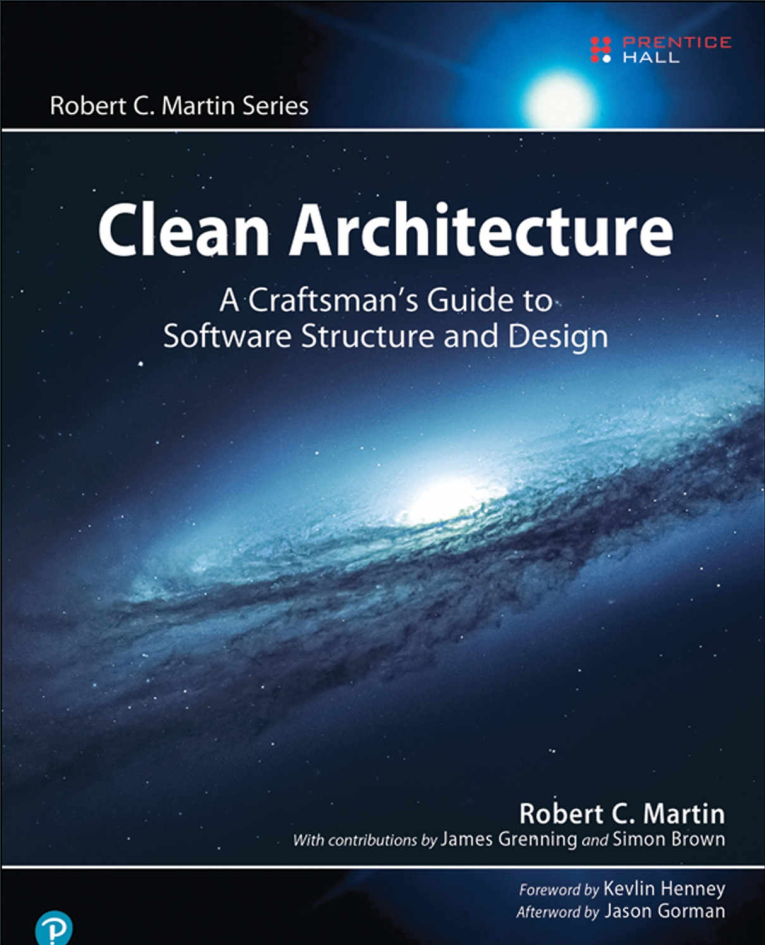 PRENTICE
HALL
Robert C. Martin Series
Clean Architecture
A Craftsman's Guide to
Software Structure and Design
Robert C. Martin
With contributions by James Grenning and Simon Brown
Foreword by Kevlin Henney
Afterword by Jason Gorman
P